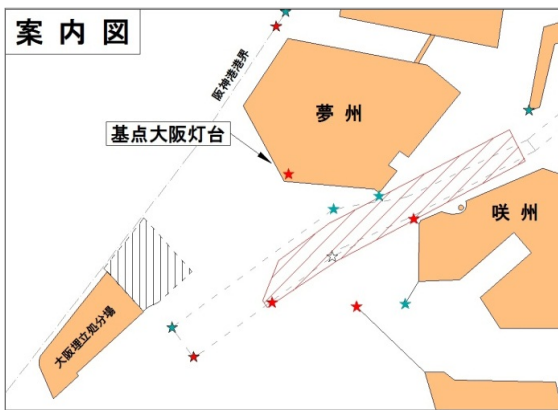 案内図
阪神港港界
夢州
基点大阪灯台
咲州
大阪埋立処分場